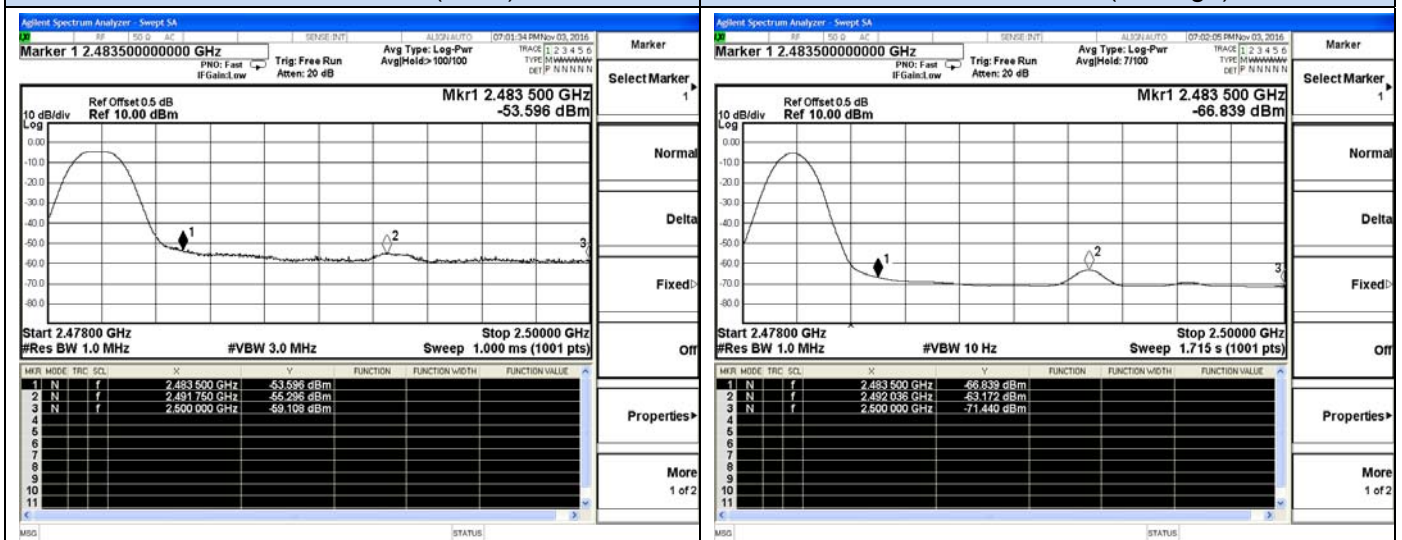 Agilent Spectrum Analyzer - Swept SA
RF 50 Ω AC SENSE:INT ALIGNAUTO 07:01:34 PM Nov 03, 2016
Marker 1 2.483500000000 GHz
PNO: Fast
IFGain:Low
Trig: Free Run
Atten: 20 dB
Avg Type: Log-Pwr
Avg|Hold:> 100/100
TRACE 1 2 3 4 5 6
TYPE MWWWWW
DET P N N N N N
Ref Offset 0.5 dB
Ref 10.00 dBm
10 dB/div
Log
Mkr1 2.483 500 GHz
-53.596 dBm
0.00
-10.0
-20.0
-30.0
-40.0
-50.0
-60.0
-70.0
-80.0
1
2
3
Start 2.47800 GHz
Stop 2.50000 GHz
#Res BW 1.0 MHz
#VBW 3.0 MHz
Sweep 1.000 ms (1001 pts)
MKR MODE TRC SCL X Y FUNCTION FUNCTION WIDTH FUNCTION VALUE
1 N f 2.483 500 GHz -53.596 dBm
2 N f 2.491 750 GHz -55.296 dBm
3 N f 2.500 000 GHz -59.108 dBm
4
5
6
7
8
9
10
11
MSG
STATUS
Marker
Select Marker
1
Normal
Delta
Fixed
Off
Properties
More
1 of 2
Agilent Spectrum Analyzer - Swept SA
RF 50 Ω AC SENSE:INT ALIGNAUTO 07:02:05 PM Nov 03, 2016
Marker 1 2.483500000000 GHz
PNO: Fast
IFGain:Low
Trig: Free Run
Atten: 20 dB
Avg Type: Log-Pwr
Avg|Hold: 7/100
TRACE 1 2 3 4 5 6
TYPE MWWWWW
DET P N N N N N
Ref Offset 0.5 dB
Ref 10.00 dBm
10 dB/div
Log
Mkr1 2.483 500 GHz
-66.839 dBm
0.00
-10.0
-20.0
-30.0
-40.0
-50.0
-60.0
-70.0
-80.0
1
2
3
Start 2.47800 GHz
Stop 2.50000 GHz
#Res BW 1.0 MHz
#VBW 10 Hz
Sweep 1.715 s (1001 pts)
MKR MODE TRC SCL X Y FUNCTION FUNCTION WIDTH FUNCTION VALUE
1 N f 2.483 500 GHz -66.839 dBm
2 N f 2.492 036 GHz -63.172 dBm
3 N f 2.500 000 GHz -71.440 dBm
4
5
6
7
8
9
10
11
MSG
STATUS
Marker
Select Marker
1
Normal
Delta
Fixed
Off
Properties
More
1 of 2